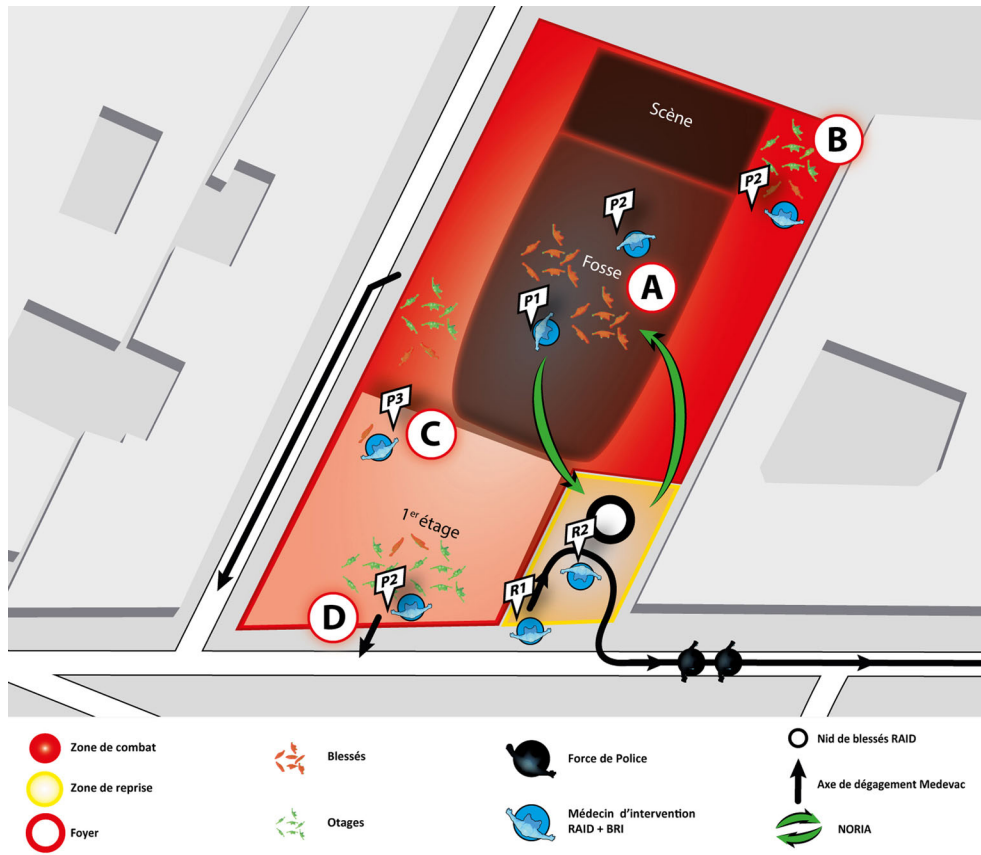 Scène
B
P2
P2
Fosse
A
P1
P3
C
1er étage
R2
P2
R1
D
Zone de combat
Zone de reprise
Foyer
Blessés
Otages
Force de Police
Médecin d'intervention
RAID + BRI
Nid de blessés RAID
Axe de dégagement Medevac
NORIA